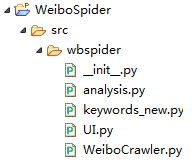 WeiboSpider
src
wbspider
__init__.py
analysis.py
keywords_new.py
UI.py
WeiboCrawler.py